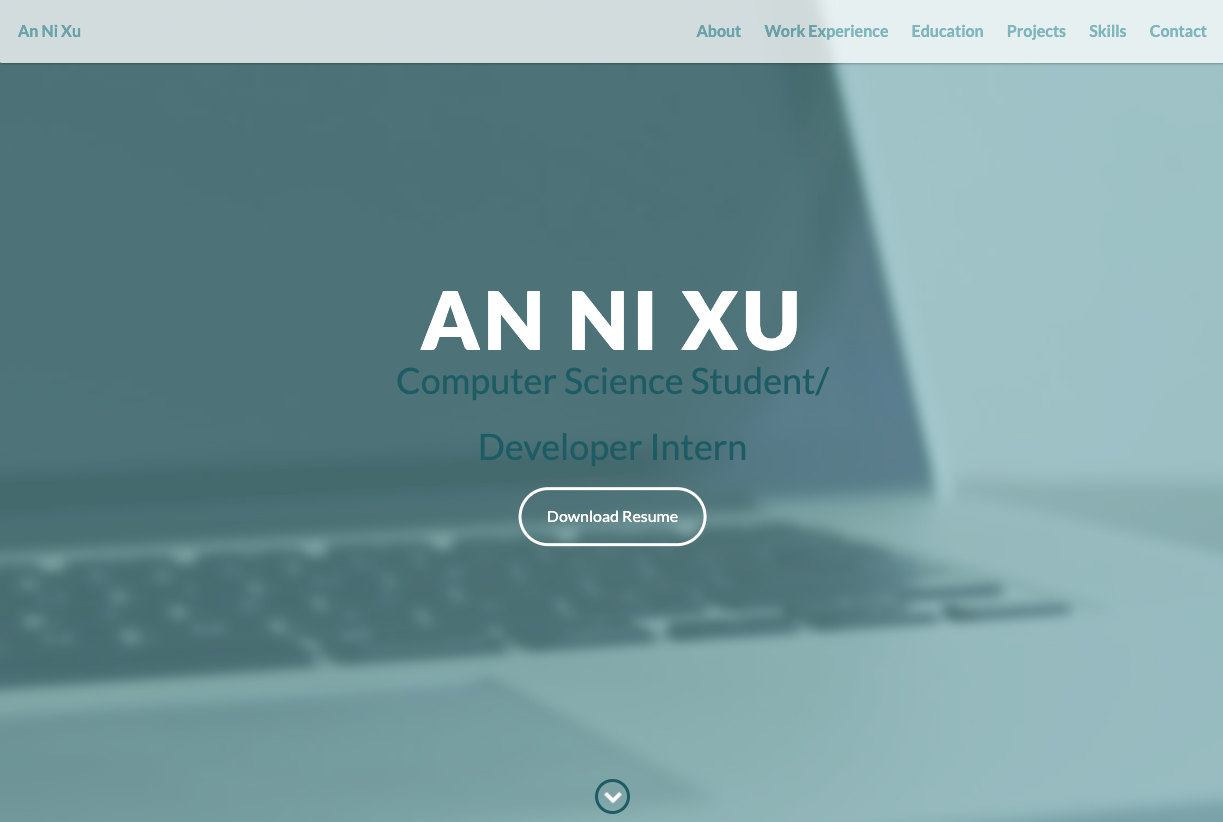 An Ni Xu
About Work Experience Education Projects Skills Contact
AN NI XU
Computer Science Student/
Developer Intern
Download Resume